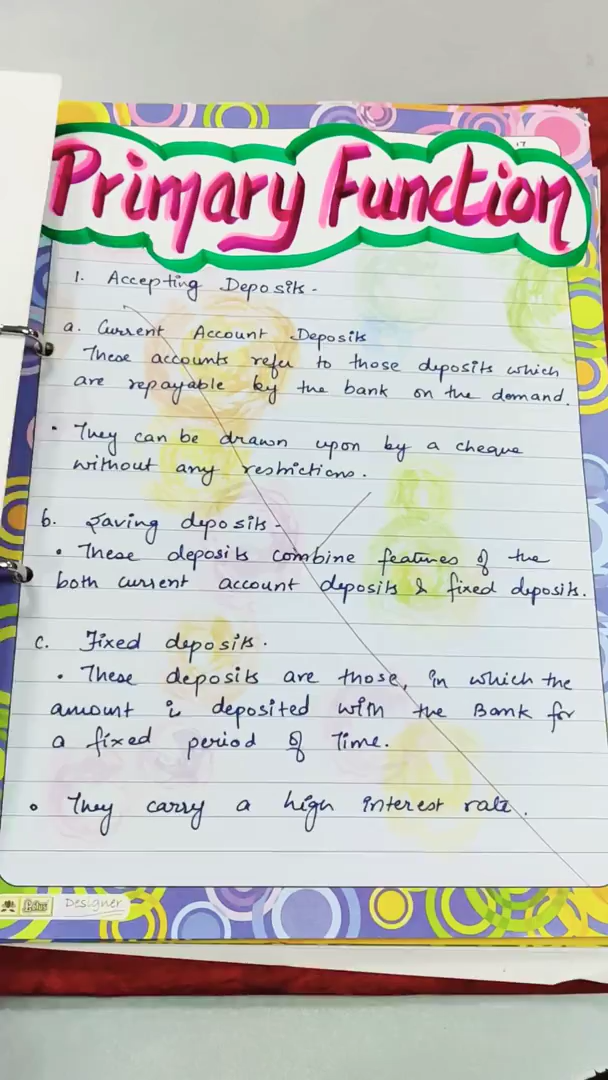 17
Primary Function
1. Accepting Deposits -
a. Current Account Deposits
These accounts refer to those deposits which
are repayable by the bank on the demand.
• They can be drawn upon by a cheque
without any restrictions.
b. Saving deposits -
• These deposits combine features of the
both current account deposits & fixed deposits.
c. Fixed deposits.
• These deposits are those, in which the
amount is deposited with the Bank for
a fixed period of Time.
• They carry a high interest rate.
Lotus Designer